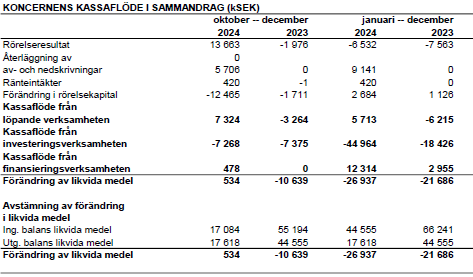 KONCERNENS KASSAFLÖDE I SAMMANDRAG (kSEK)
oktober -- december januari -- december
2024 2023 2024 2023
Rörelseresultat 13 663 -1 976 -6 532 -7 563
Återläggning av 0
av- och nedskrivningar 5 706 0 9 141 0
Ränteintäkter 420 -1 420 0
Förändring i rörelsekapital -12 465 -1 711 2 684 1 126
Kassaflöde från
löpande verksamheten 7 324 -3 264 5 713 -6 215
Kassaflöde från
investeringsverksamheten -7 268 -7 375 -44 964 -18 426
Kassaflöde från
finansieringsverksamheten 478 0 12 314 2 955
Förändring av likvida medel 534 -10 639 -26 937 -21 686
Avstämning av förändring
i likvida medel
Ing. balans likvida medel 17 084 55 194 44 555 66 241
Utg. balans likvida medel 17 618 44 555 17 618 44 555
Förändring av likvida medel 534 -10 639 -26 937 -21 686